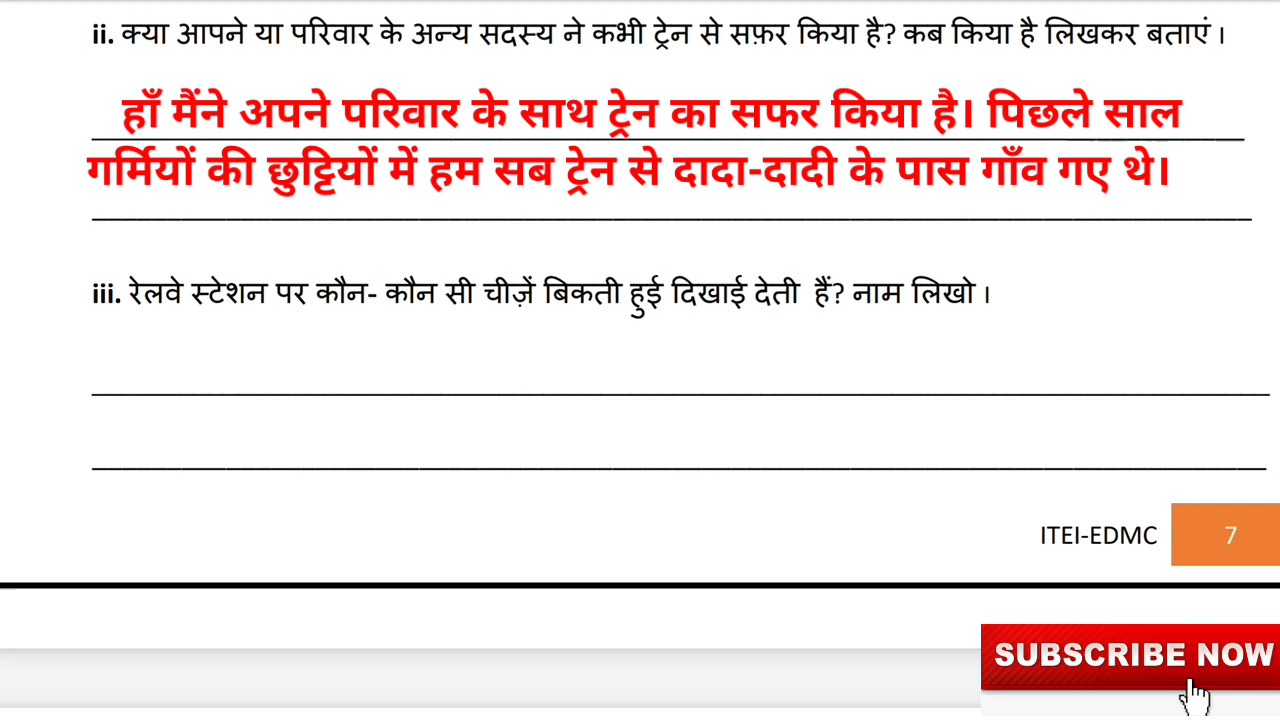 ii. क्या आपने या परिवार के अन्य सदस्य ने कभी ट्रेन से सफ़र किया है? कब किया है लिखकर बताएं ।
हाँ मैंने अपने परिवार के साथ ट्रेन का सफर किया है। पिछले साल
गर्मियों की छुट्टियों में हम सब ट्रेन से दादा-दादी के पास गाँव गए थे।
iii. रेलवे स्टेशन पर कौन- कौन सी चीज़ें बिकती हुई दिखाई देती हैं? नाम लिखो ।
ITEI-EDMC 7
SUBSCRIBE NOW